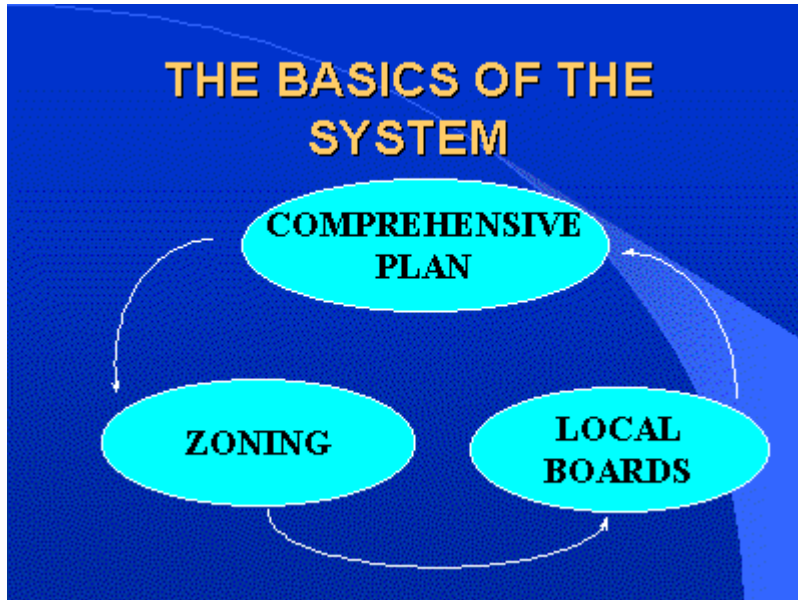 THE BASICS OF THE
SYSTEM
COMPREHENSIVE
PLAN
ZONING
LOCAL
BOARDS